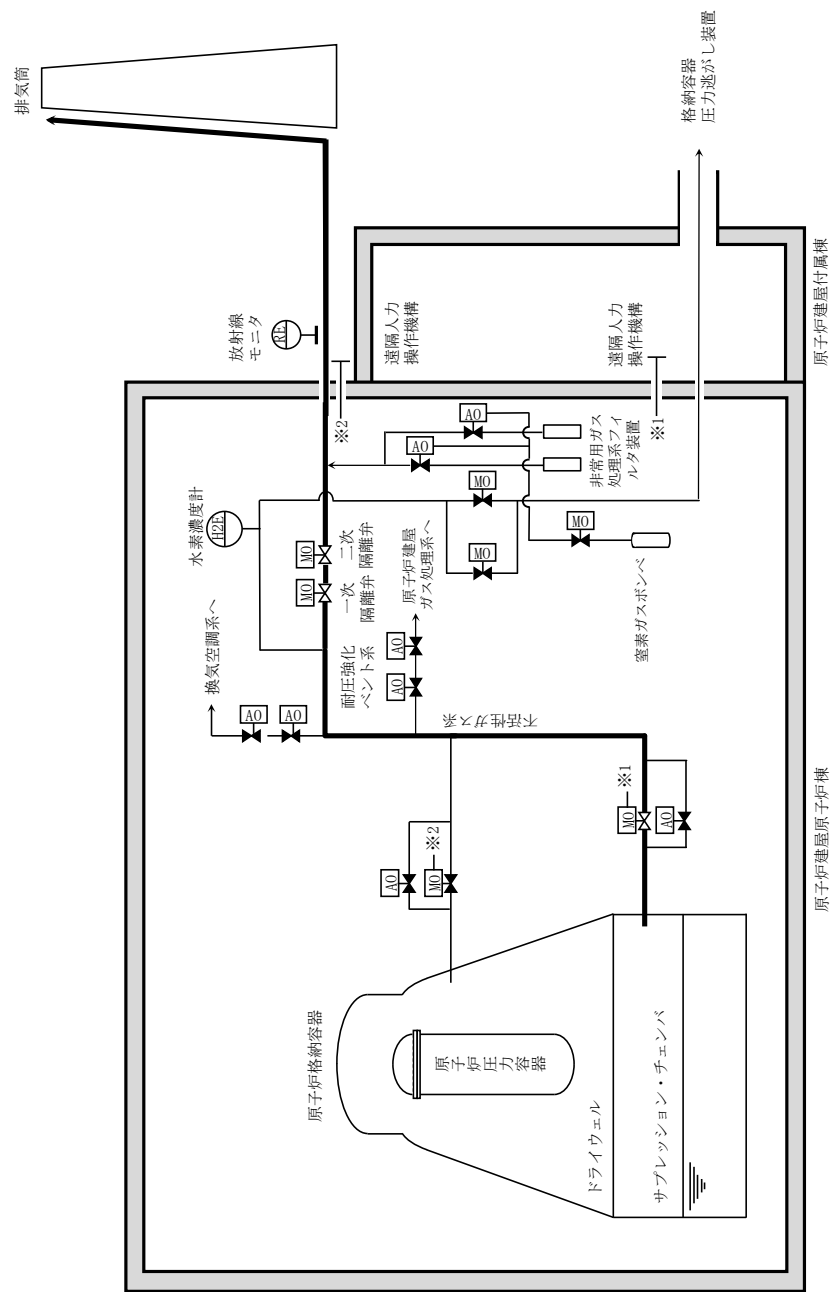 排気筒
格納容器
圧力逃がし装置
放射線
モニタ
RE
遠隔人力
操作機構
遠隔人力
操作機構
原子炉建屋付属棟
※2
※1
水素濃度計
H2E
AO
AO
非常用ガス
処理系フィ
ルタ装置
MO
MO
MO
窒素ガスボンベ
MO
二次
隔離弁
MO
一次
隔離弁
原子炉建屋
ガス処理系へ
AO
AO
換気空調系へ
AO
AO
耐圧強化
ベント系
不活性ガス系
※1
MO
AO
※2
AO
MO
原子炉格納容器
原子炉圧力容器
ドライウェル
サプレッション・チェンバ
原子炉建屋原子炉棟